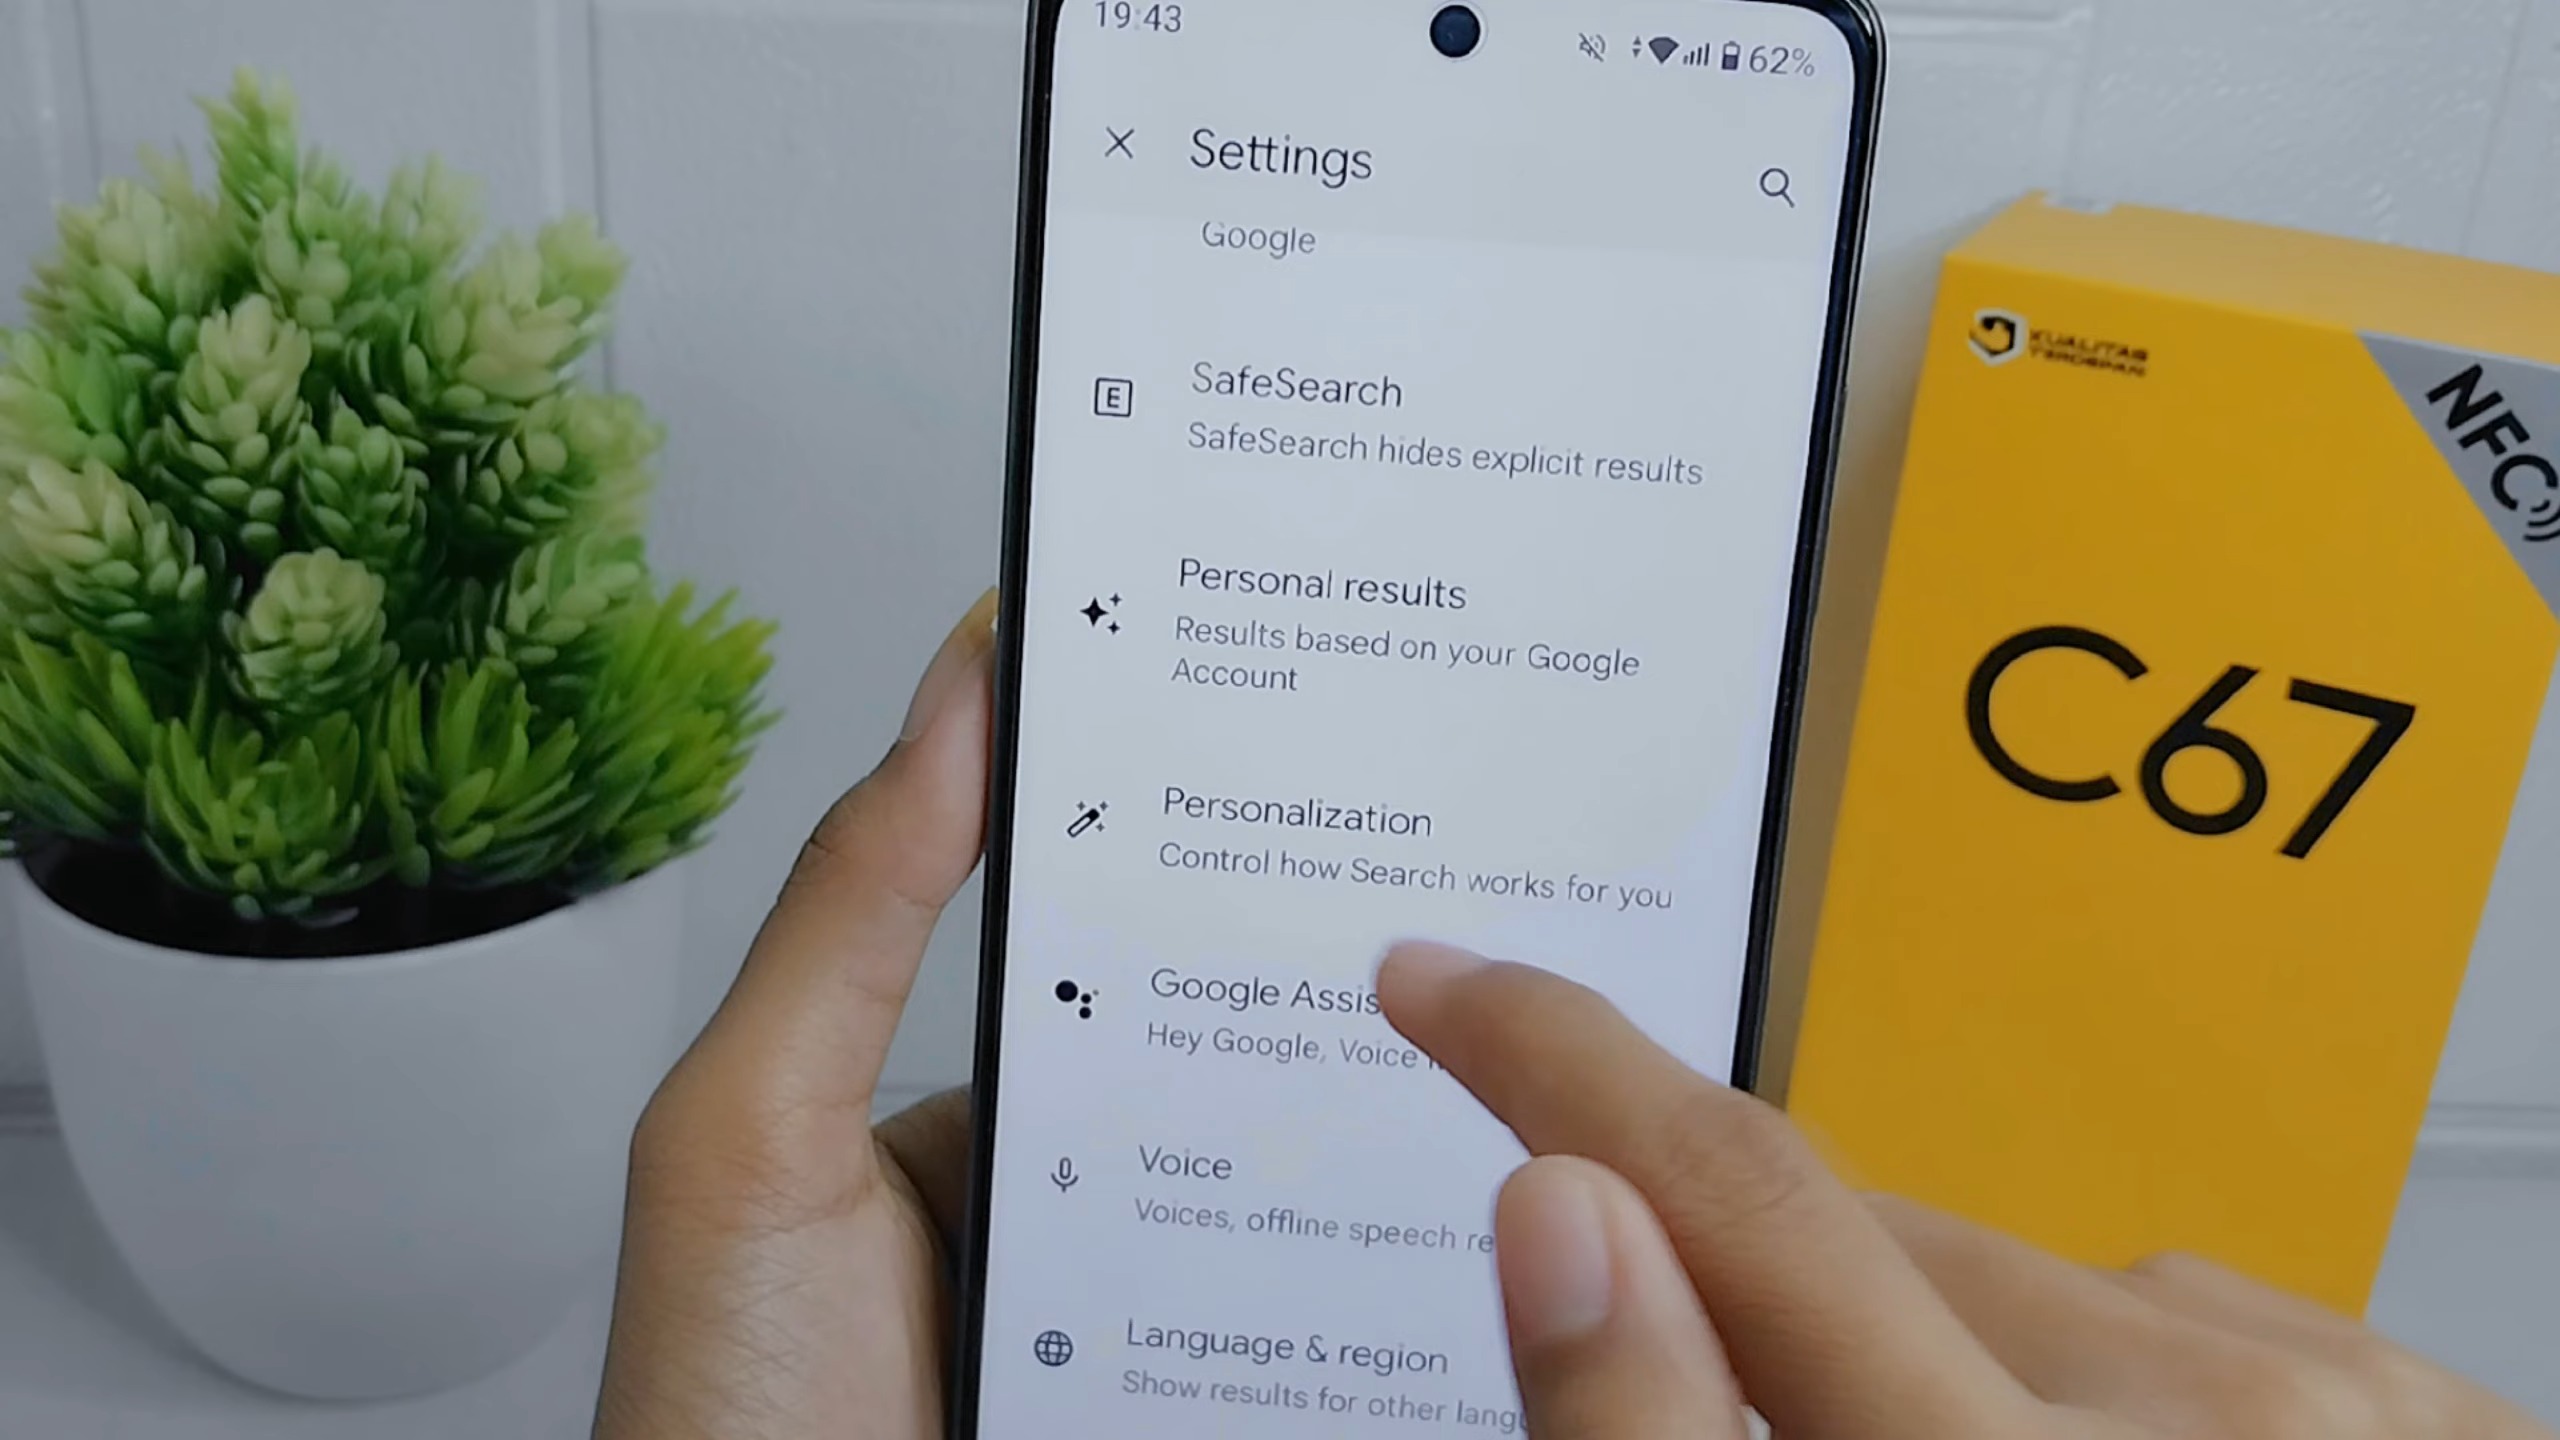 19:43
62%
Settings
Google
SafeSearch
SafeSearch hides explicit results
Personal results
Results based on your Google
Account
Personalization
Control how Search works for you
Google Assis
Hey Google, Voice
Voice
Voices, offline speech re
Language & region
Show results for other lang
KUALITAS
TERODEPAN
NFC
C67